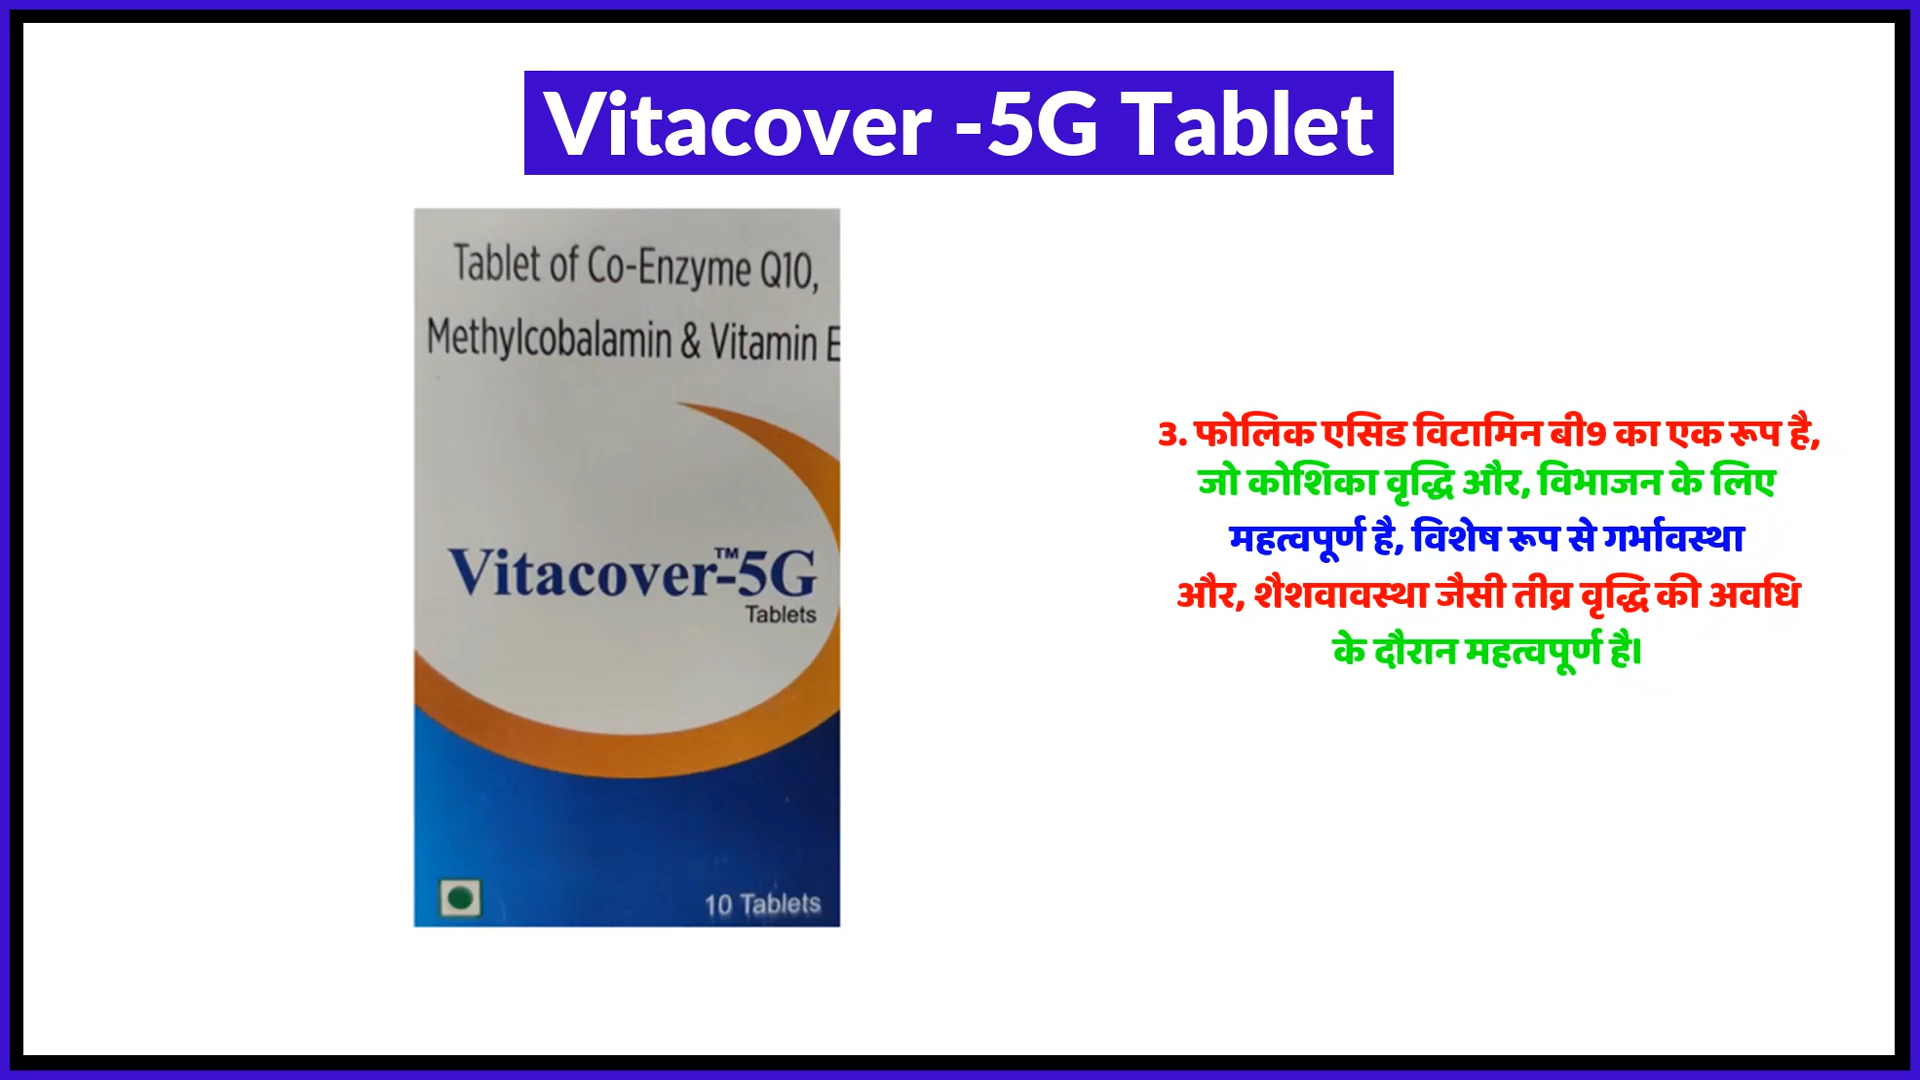 Vitacover -5G Tablet
Tablet of Co-Enzyme Q10,
Methylcobalamin & Vitamin E
Vitacover™-5G
Tablets
10 Tablets
3. फोलिक एसिड विटामिन बी9 का एक रूप है,
जो कोशिका वृद्धि और, विभाजन के लिए
महत्वपूर्ण है, विशेष रूप से गर्भावस्था
और, शैशवावस्था जैसी तीव्र वृद्धि की अवधि
के दौरान महत्वपूर्ण है।